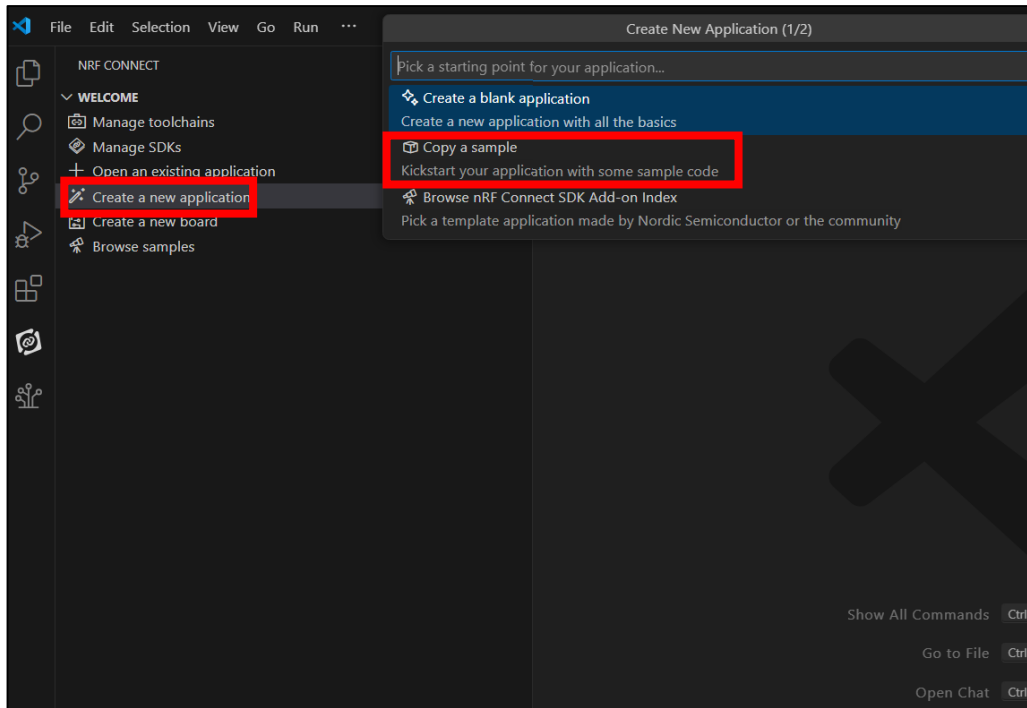 File Edit Selection View Go Run ···
Create New Application (1/2)
NRF CONNECT
Pick a starting point for your application...
WELCOME
Create a blank application
Create a new application with all the basics
Manage toolchains
Copy a sample
Manage SDKs
Kickstart your application with some sample code
Open an existing application
Create a new application
Browse nRF Connect SDK Add-on Index
Create a new board
Pick a template application made by Nordic Semiconductor or the community
Browse samples
Show All Commands Ctrl
Go to File Ctrl
Open Chat Ctrl